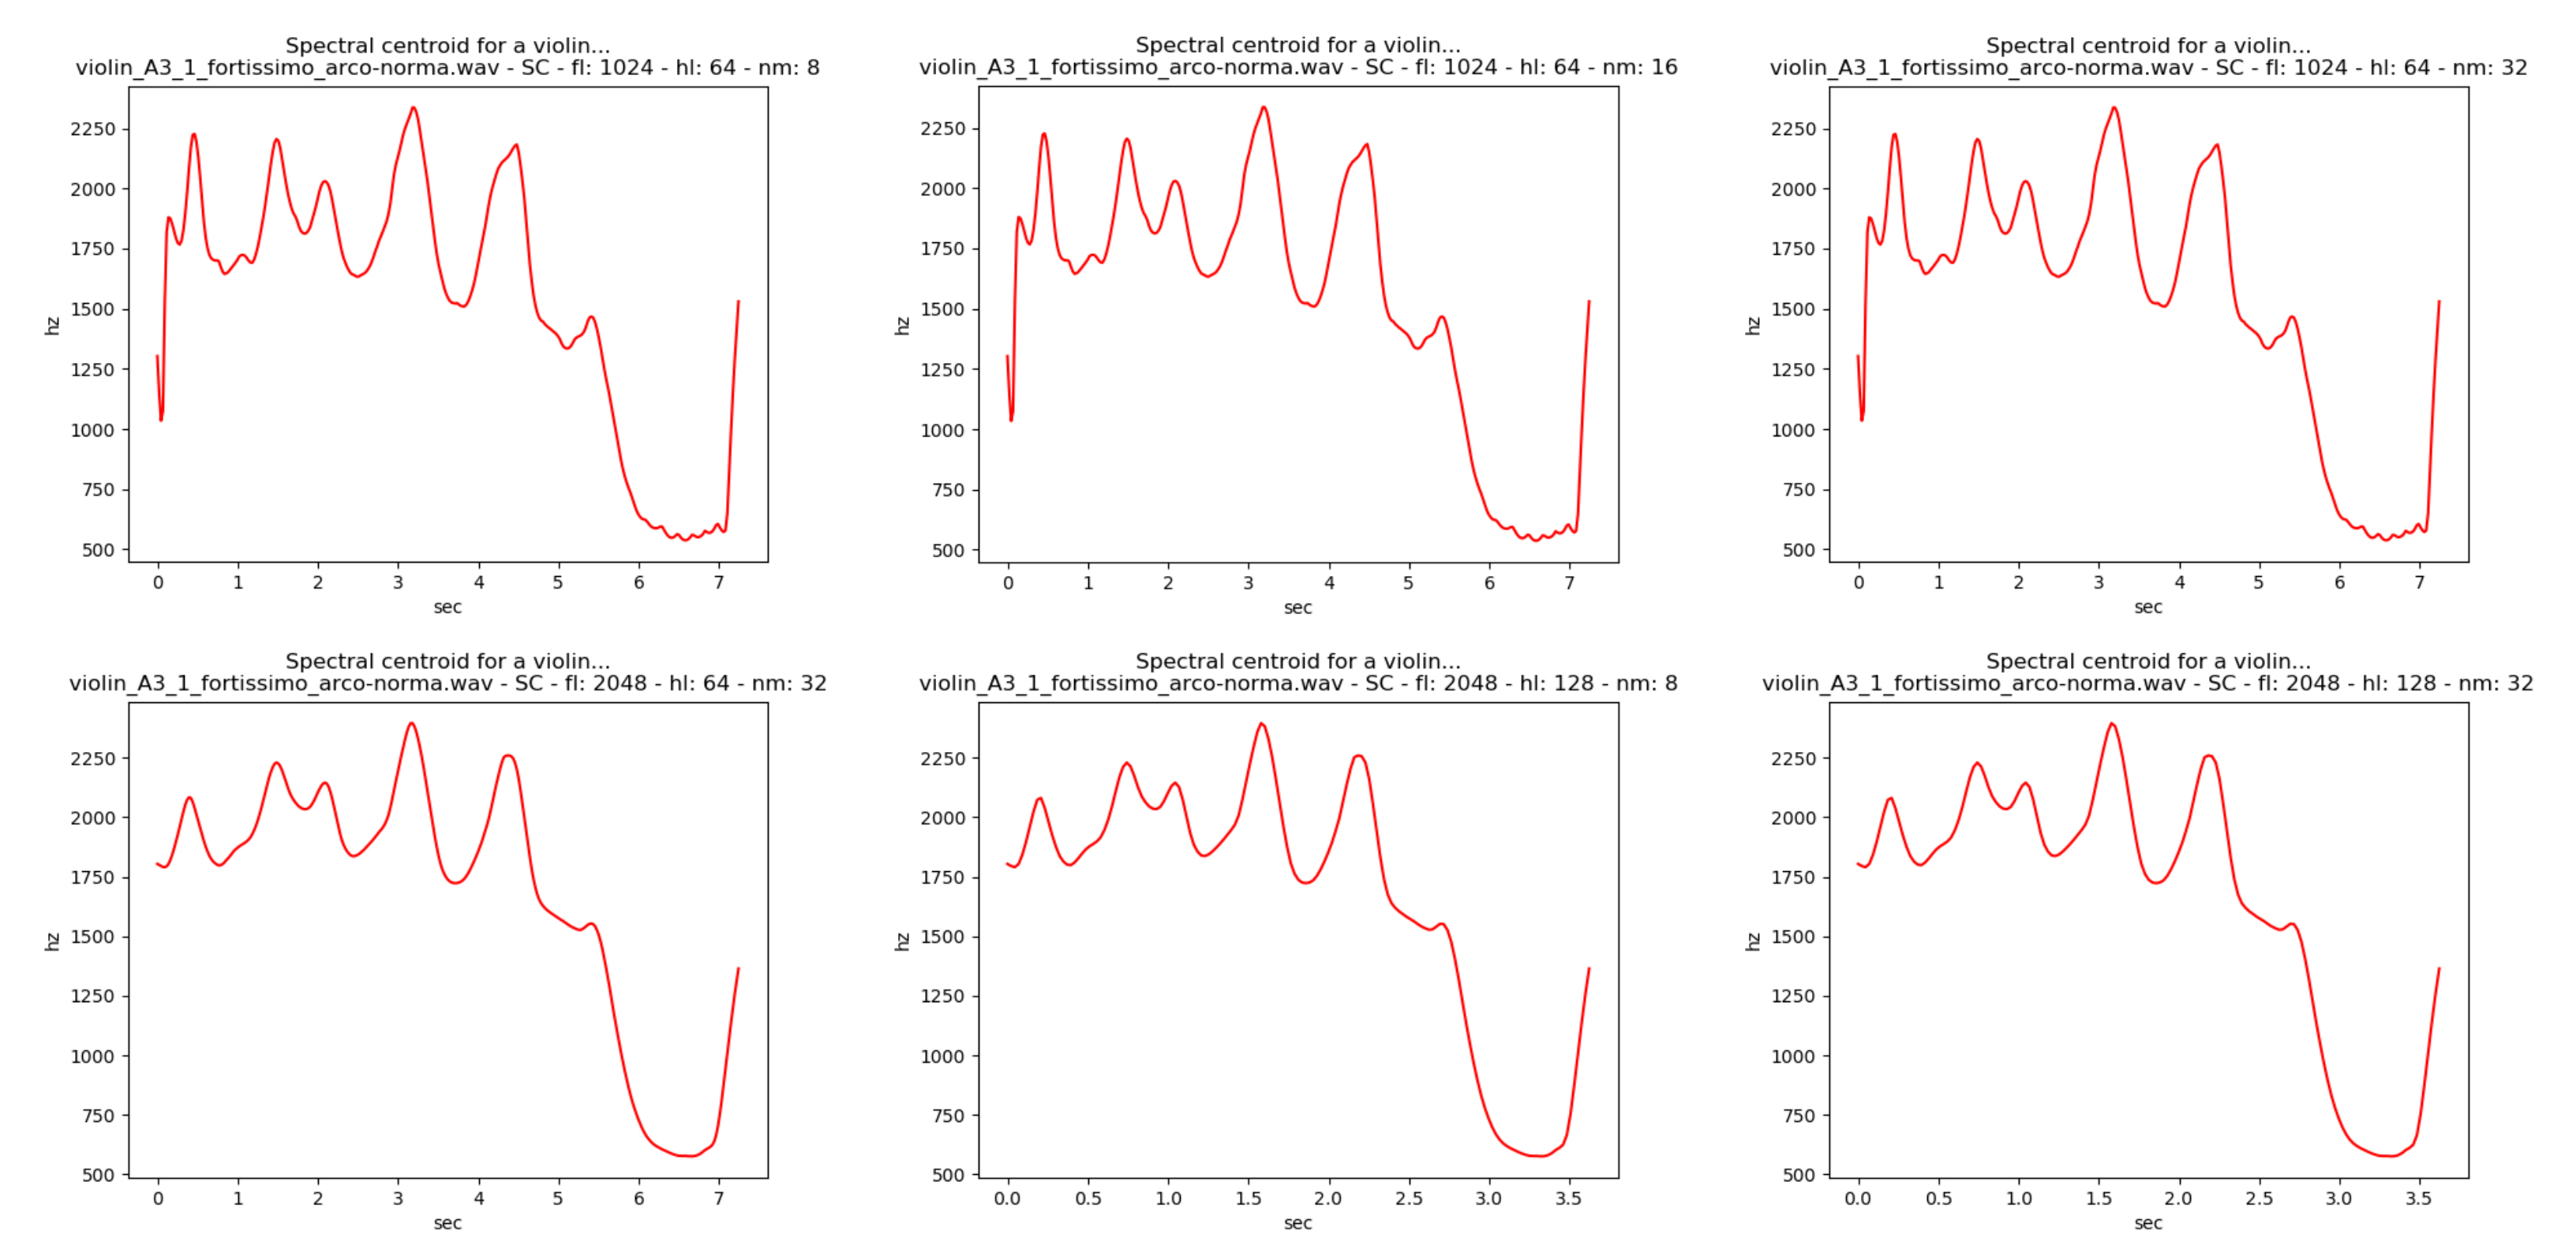 Spectral centroid for a violin...
violin_A3_1_fortissimo_arco-norma.wav - SC - fl: 1024 - hl: 64 - nm: 8
2250
2000
1750
1500
1250
1000
750
500
hz
0 1 2 3 4 5 6 7
sec
Spectral centroid for a violin...
violin_A3_1_fortissimo_arco-norma.wav - SC - fl: 1024 - hl: 64 - nm: 16
2250
2000
1750
1500
1250
1000
750
500
hz
0 1 2 3 4 5 6 7
sec
Spectral centroid for a violin...
violin_A3_1_fortissimo_arco-norma.wav - SC - fl: 1024 - hl: 64 - nm: 32
2250
2000
1750
1500
1250
1000
750
500
hz
0 1 2 3 4 5 6 7
sec
Spectral centroid for a violin...
violin_A3_1_fortissimo_arco-norma.wav - SC - fl: 2048 - hl: 64 - nm: 32
2250
2000
1750
1500
1250
1000
750
500
hz
0 1 2 3 4 5 6 7
sec
Spectral centroid for a violin...
violin_A3_1_fortissimo_arco-norma.wav - SC - fl: 2048 - hl: 128 - nm: 8
2250
2000
1750
1500
1250
1000
750
500
hz
0.0 0.5 1.0 1.5 2.0 2.5 3.0 3.5
sec
Spectral centroid for a violin...
violin_A3_1_fortissimo_arco-norma.wav - SC - fl: 2048 - hl: 128 - nm: 32
2250
2000
1750
1500
1250
1000
750
500
hz
0.0 0.5 1.0 1.5 2.0 2.5 3.0 3.5
sec